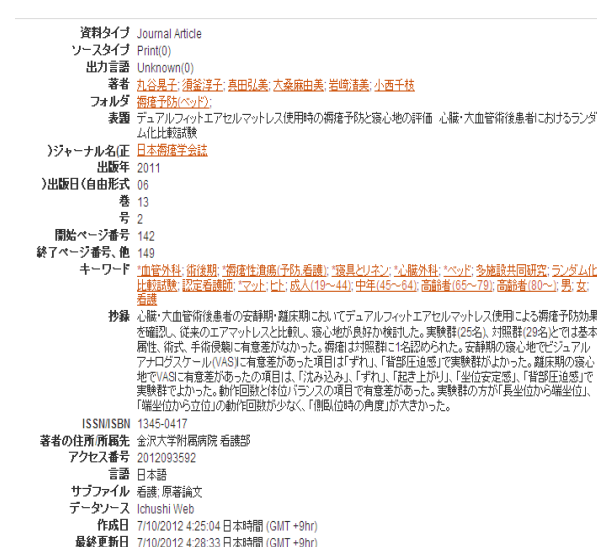 資料タイプ Journal Article
ソースタイプ Print(0)
出力言語 Unknown(0)
著者 丸谷晃子; 須釜淳子; 真田弘美; 大桑麻由美; 岩崎清美; 小西千枝
フォルダ 褥瘡予防(ベッド);
表題 デュアルフィットエアセルマットレス使用時の褥瘡予防と寝心地の評価 心臓・大血管術後患者におけるランダ
ム化比較試験
)ジャーナル名(正 日本褥瘡学会誌
出版年 2011
)出版日(自由形式 06
巻 13
号 2
開始ページ番号 142
終了ページ番号、他 149
キーワード *血管外科; 術後期; *褥瘡性潰瘍(予防,看護); *寝具とリネン; *心臓外科; *ベッド; 多施設共同研究; ランダム化
比較試験; 認定看護師; *マット; ヒト; 成人(19～44); 中年(45～64); 高齢者(65～79); 高齢者(80～); 男; 女;
看護
抄録 心臓・大血管術後患者の安静期・離床期においてデュアルフィットエアセルマットレス使用による褥瘡予防効果
を確認し、従来のエアマットレスと比較し、寝心地が良好か検討した。実験群(25名)、対照群(29名)とでは基本
属性、術式、手術侵襲に有意差がなかった。褥瘡は対照群に1名認められた。安静期の寝心地でビジュアル
アナログスケール(VAS)に有意差があった項目は「ずれ」、「背部圧迫感」で実験群がよかった。離床期の寝心
地でVASに有意差があったの項目は、「沈み込み」、「ずれ」、「起き上がり」、「坐位安定感」、「背部圧迫感」で
実験群でよかった。動作回数と体位バランスの項目で有意差があった。実験群の方が「長坐位から端坐位」、
「端坐位から立位」の動作回数が少なく、「側臥位時の角度」が大きかった。
ISSN/ISBN 1345-0417
著者の住所/所属先 金沢大学附属病院 看護部
アクセス番号 2012093592
言語 日本語
サブファイル 看護; 原著論文
データソース Ichushi Web
作成日 7/10/2012 4:25:04 日本時間 (GMT +9hr)
最終更新日 7/10/2012 4:28:33 日本時間 (GMT +9hr)